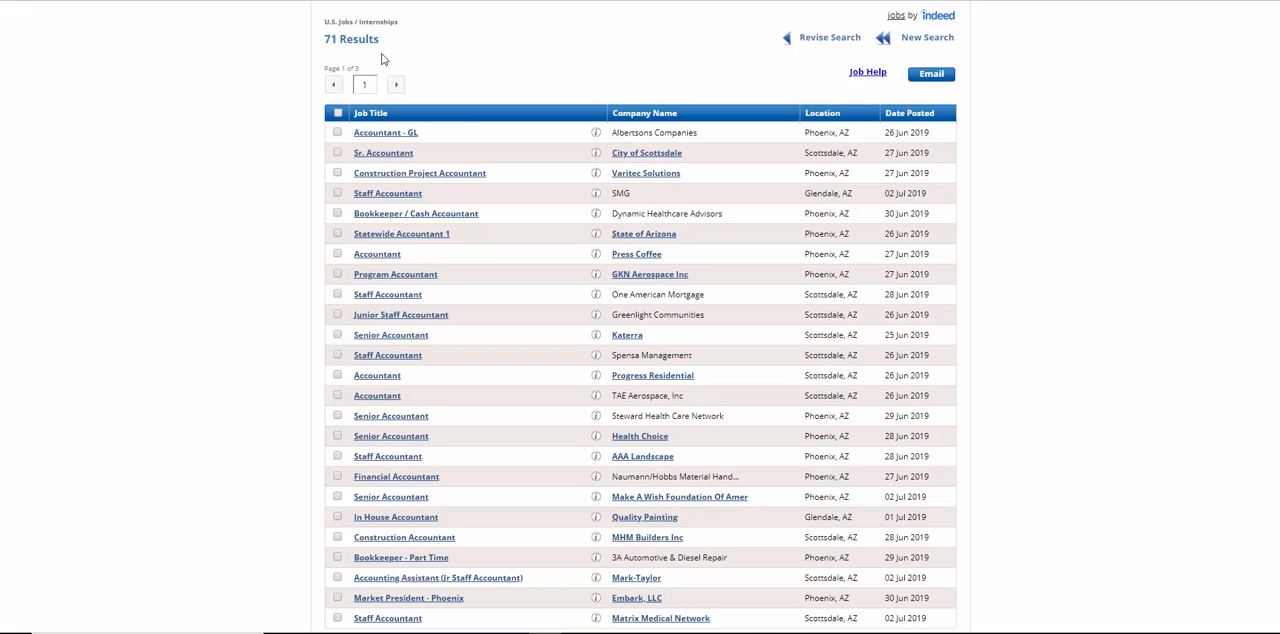 U.S. Jobs / Internships
jobs by indeed
71 Results
Revise Search New Search
Page 1 of 3
1
Job Help Email
Job Title Company Name Location Date Posted
Accountant - GL Albertsons Companies Phoenix, AZ 26 Jun 2019
Sr. Accountant City of Scottsdale Scottsdale, AZ 27 Jun 2019
Construction Project Accountant Varitec Solutions Phoenix, AZ 27 Jun 2019
Staff Accountant SMG Glendale, AZ 02 Jul 2019
Bookkeeper / Cash Accountant Dynamic Healthcare Advisors Phoenix, AZ 30 Jun 2019
Statewide Accountant 1 State of Arizona Phoenix, AZ 26 Jun 2019
Accountant Press Coffee Phoenix, AZ 27 Jun 2019
Program Accountant GKN Aerospace Inc Phoenix, AZ 27 Jun 2019
Staff Accountant One American Mortgage Scottsdale, AZ 28 Jun 2019
Junior Staff Accountant Greenlight Communities Scottsdale, AZ 26 Jun 2019
Senior Accountant Katerra Scottsdale, AZ 25 Jun 2019
Staff Accountant Spensa Management Scottsdale, AZ 26 Jun 2019
Accountant Progress Residential Scottsdale, AZ 26 Jun 2019
Accountant TAE Aerospace, Inc Scottsdale, AZ 26 Jun 2019
Senior Accountant Steward Health Care Network Phoenix, AZ 29 Jun 2019
Senior Accountant Health Choice Phoenix, AZ 28 Jun 2019
Staff Accountant AAA Landscape Phoenix, AZ 28 Jun 2019
Financial Accountant Naumann/Hobbs Material Hand... Phoenix, AZ 27 Jun 2019
Senior Accountant Make A Wish Foundation Of Amer Phoenix, AZ 02 Jul 2019
In House Accountant Quality Painting Glendale, AZ 01 Jul 2019
Construction Accountant MHM Builders Inc Scottsdale, AZ 28 Jun 2019
Bookkeeper - Part Time 3A Automotive & Diesel Repair Phoenix, AZ 29 Jun 2019
Accounting Assistant (Jr Staff Accountant) Mark-Taylor Scottsdale, AZ 02 Jul 2019
Market President - Phoenix Embark, LLC Phoenix, AZ 30 Jun 2019
Staff Accountant Matrix Medical Network Scottsdale, AZ 02 Jul 2019